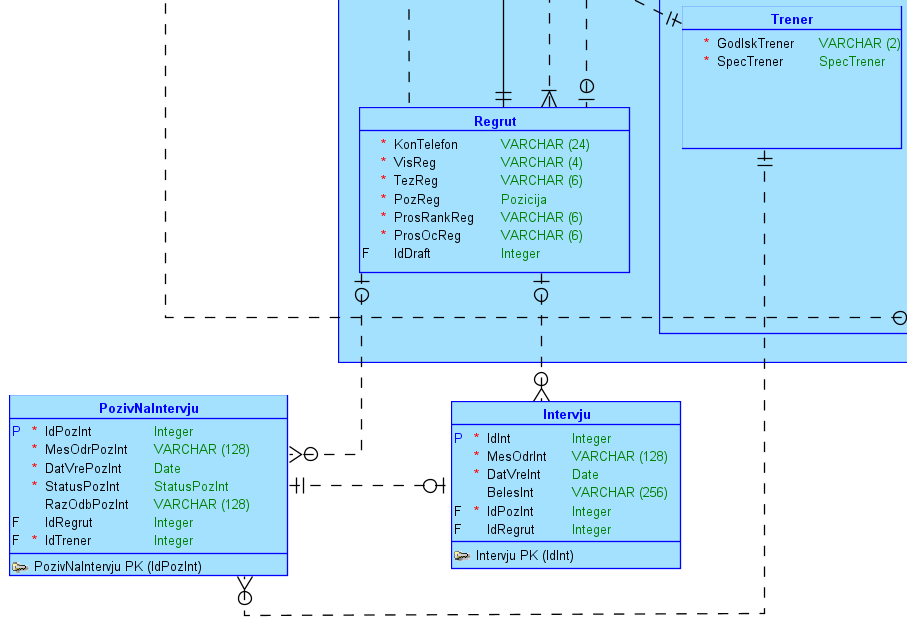 Trener
* GodIskTrener VARCHAR (2)
* SpecTrener SpecTrener
Regrut
* KonTelefon VARCHAR (24)
* VisReg VARCHAR (4)
* TezReg VARCHAR (6)
* PozReg Pozicija
* ProsRankReg VARCHAR (6)
* ProsOcReg VARCHAR (6)
F IdDraft Integer
PozivNaIntervju
P * IdPozInt Integer
* MesOdrPozInt VARCHAR (128)
* DatVrePozInt Date
* StatusPozInt StatusPozInt
RazOdbPozInt VARCHAR (128)
F IdRegrut Integer
F * IdTrener Integer
PozivNaIntervju PK (IdPozInt)
Intervju
P * IdInt Integer
* MesOdrInt VARCHAR (128)
* DatVreInt Date
BelesInt VARCHAR (256)
F * IdPozInt Integer
F IdRegrut Integer
Intervju PK (IdInt)